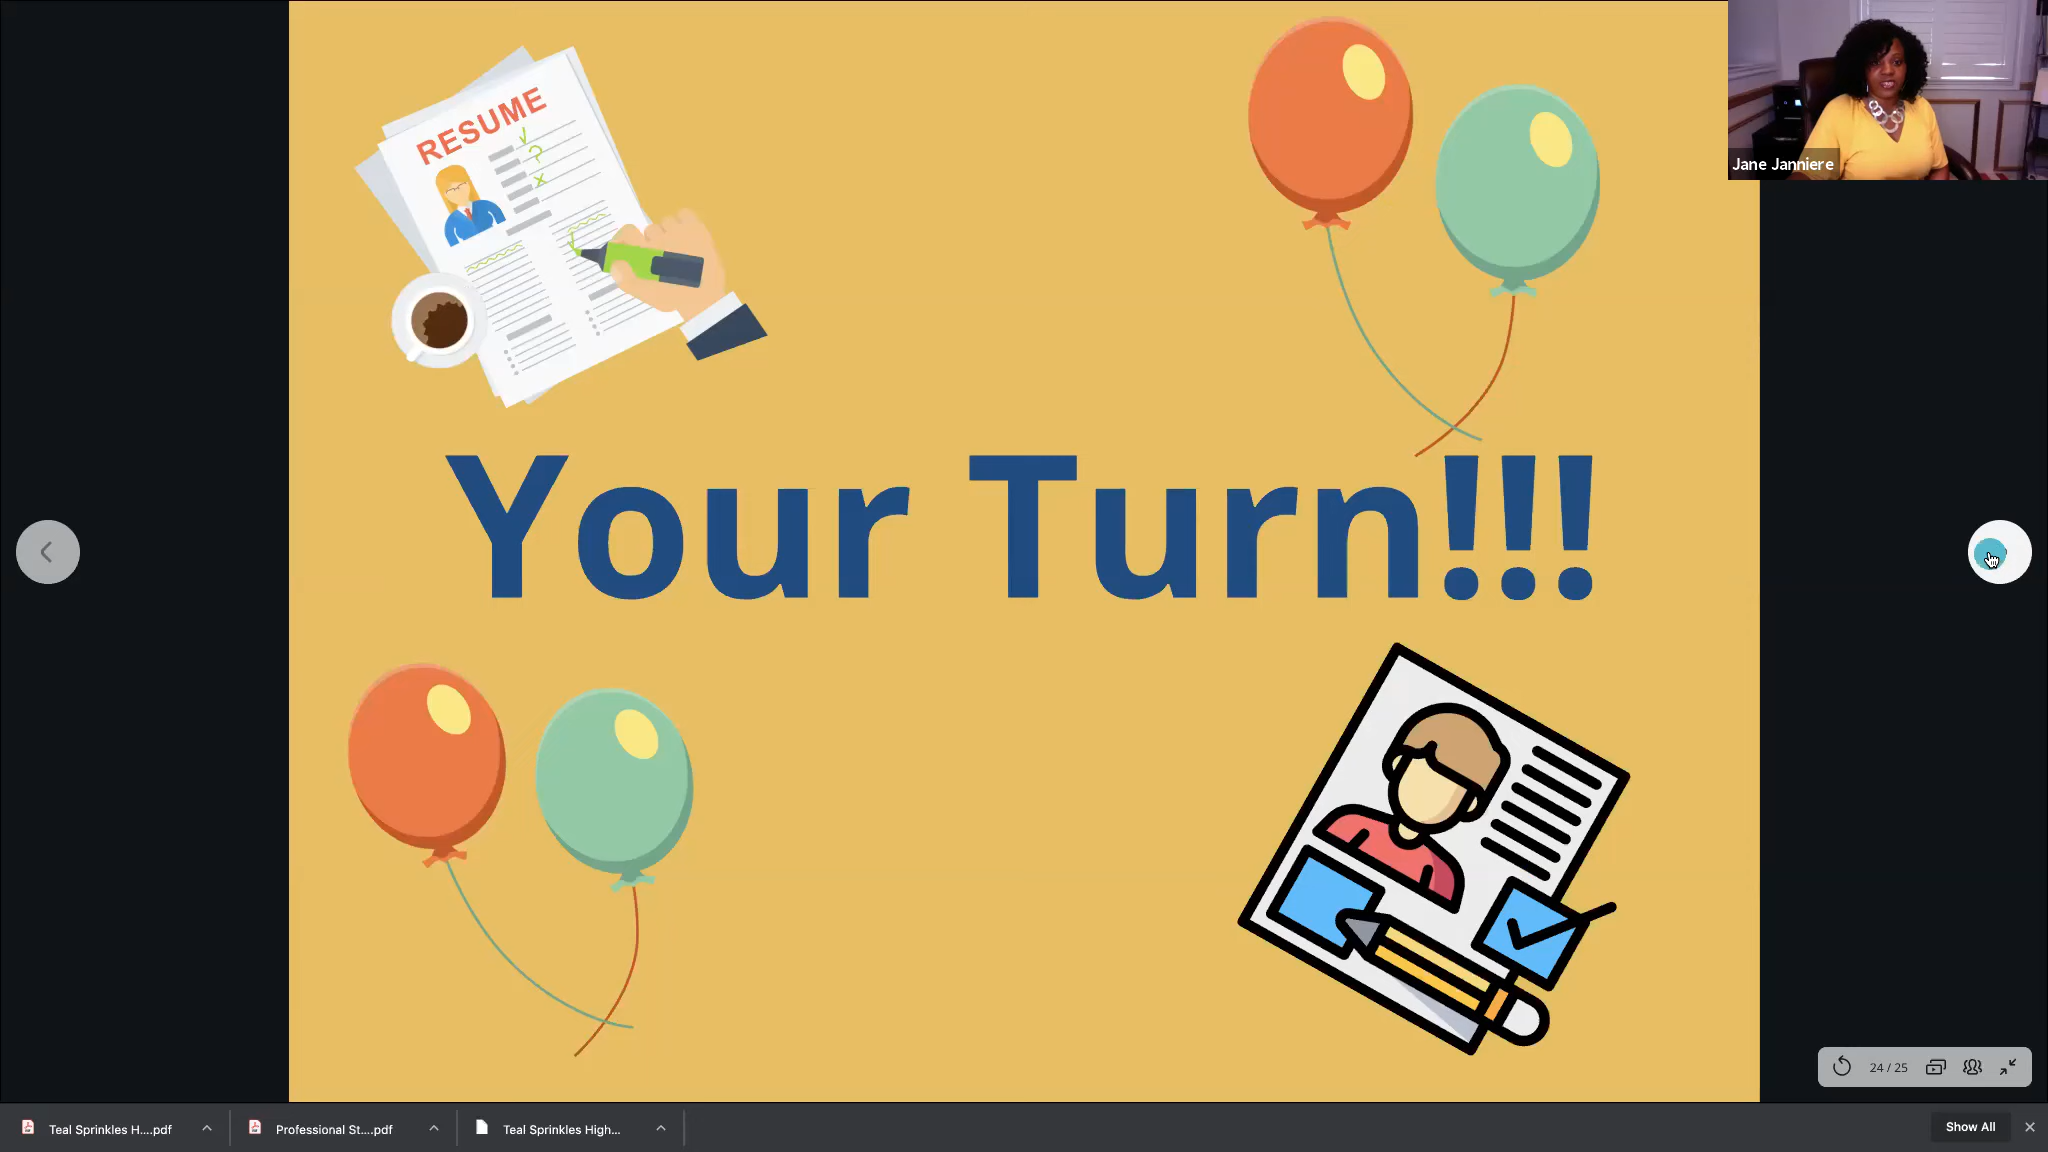 Jane Janniere
RESUME
Your Turn!!!
24 / 25
Teal Sprinkles H....pdf
Professional St....pdf
Teal Sprinkles High...
Show All